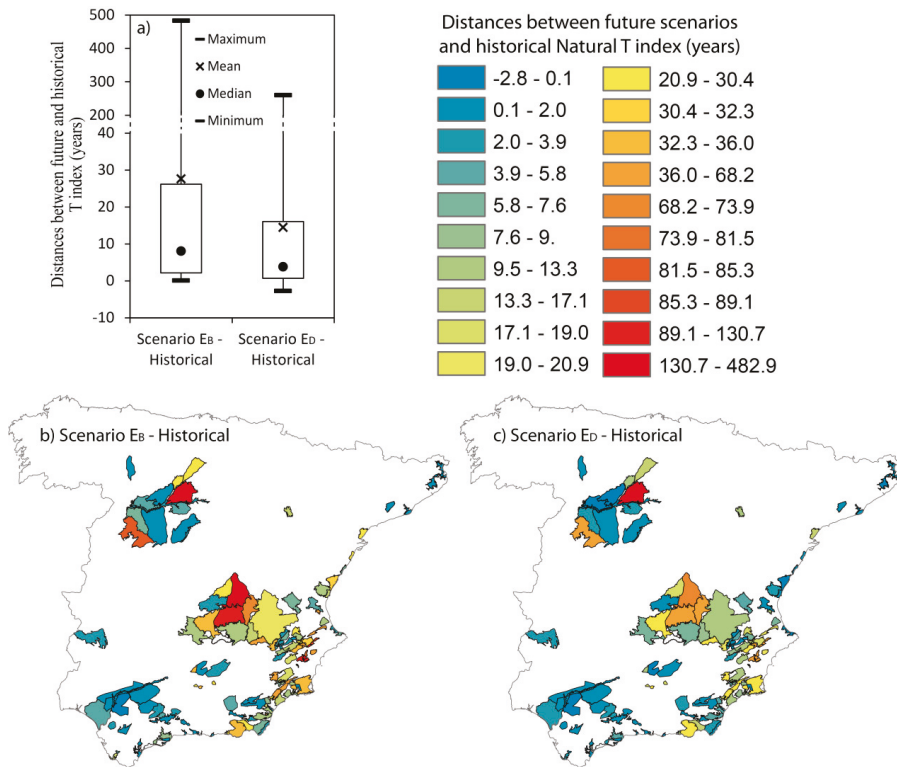 a)
Distances between future and historical
T index (years)
500
400
300
200
40
30
20
10
0
-10
Maximum
Mean
Median
Minimum
Scenario EB -
Historical
Scenario ED -
Historical
Distances between future scenarios
and historical Natural T index (years)
-2.8 - 0.1
0.1 - 2.0
2.0 - 3.9
3.9 - 5.8
5.8 - 7.6
7.6 - 9.
9.5 - 13.3
13.3 - 17.1
17.1 - 19.0
19.0 - 20.9
20.9 - 30.4
30.4 - 32.3
32.3 - 36.0
36.0 - 68.2
68.2 - 73.9
73.9 - 81.5
81.5 - 85.3
85.3 - 89.1
89.1 - 130.7
130.7 - 482.9
b) Scenario EB - Historical
c) Scenario ED - Historical